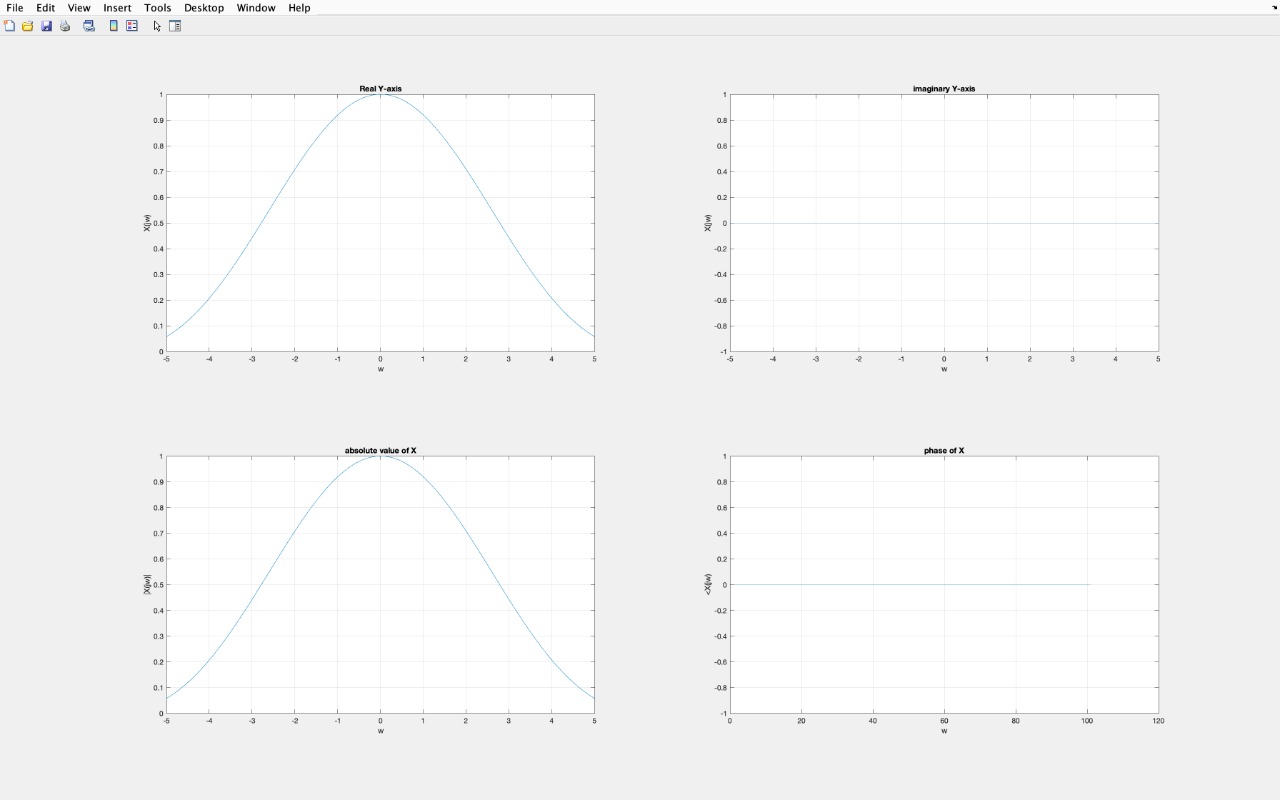 File Edit View Insert Tools Desktop Window Help
Real Y-axis
1
0.9
0.8
0.7
0.6
0.5
0.4
0.3
0.2
0.1
0
X(jw)
-5 -4 -3 -2 -1 0 1 2 3 4 5
w
imaginary Y-axis
1
0.8
0.6
0.4
0.2
0
-0.2
-0.4
-0.6
-0.8
-1
X(jw)
-5 -4 -3 -2 -1 0 1 2 3 4 5
w
absolute value of X
1
0.9
0.8
0.7
0.6
0.5
0.4
0.3
0.2
0.1
0
|X(jw)|
-5 -4 -3 -2 -1 0 1 2 3 4 5
w
phase of X
1
0.8
0.6
0.4
0.2
0
-0.2
-0.4
-0.6
-0.8
-1
<X(jw)
0 20 40 60 80 100 120
w